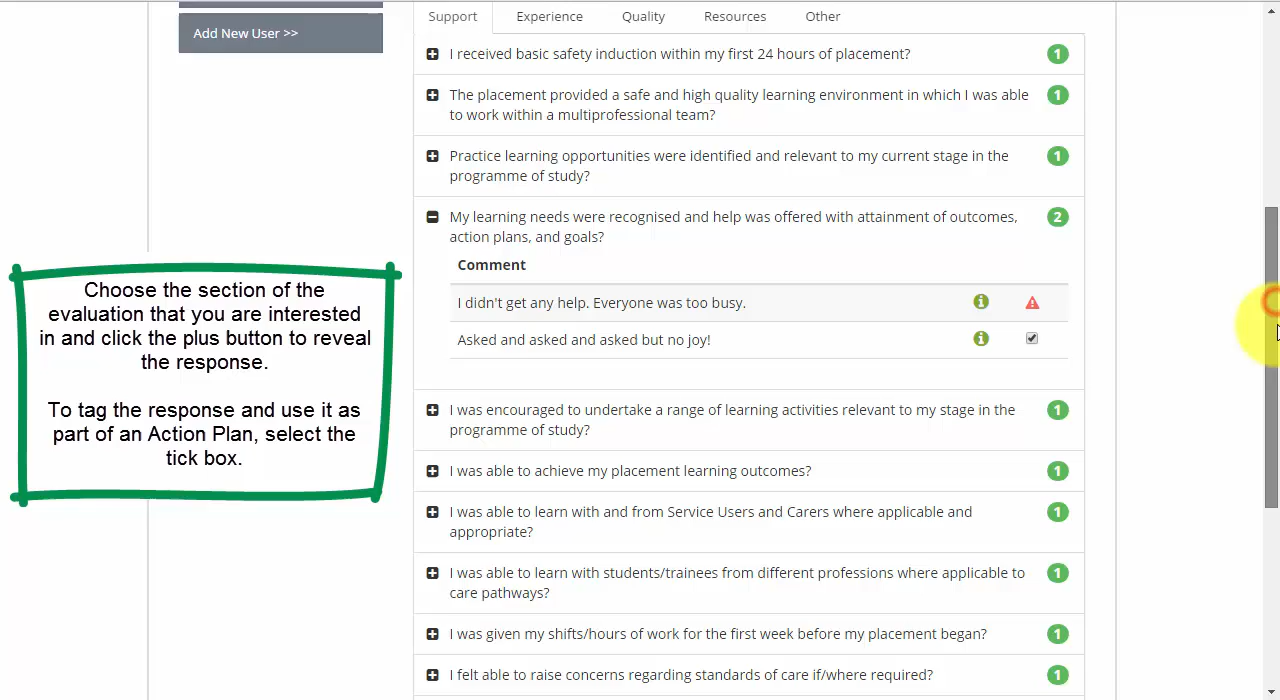 Add New User >>
Support Experience Quality Resources Other
I received basic safety induction within my first 24 hours of placement? 1
The placement provided a safe and high quality learning environment in which I was able 1
to work within a multiprofessional team?
Practice learning opportunities were identified and relevant to my current stage in the 1
programme of study?
My learning needs were recognised and help was offered with attainment of outcomes, 2
action plans, and goals?
Comment
I didn't get any help. Everyone was too busy.
Asked and asked and asked but no joy!
I was encouraged to undertake a range of learning activities relevant to my stage in the 1
programme of study?
I was able to achieve my placement learning outcomes? 1
I was able to learn with and from Service Users and Carers where applicable and 1
appropriate?
I was able to learn with students/trainees from different professions where applicable to 1
care pathways?
I was given my shifts/hours of work for the first week before my placement began? 1
I felt able to raise concerns regarding standards of care if/where required? 1
Choose the section of the
evaluation that you are interested
in and click the plus button to reveal
the response.
To tag the response and use it as
part of an Action Plan, select the
tick box.